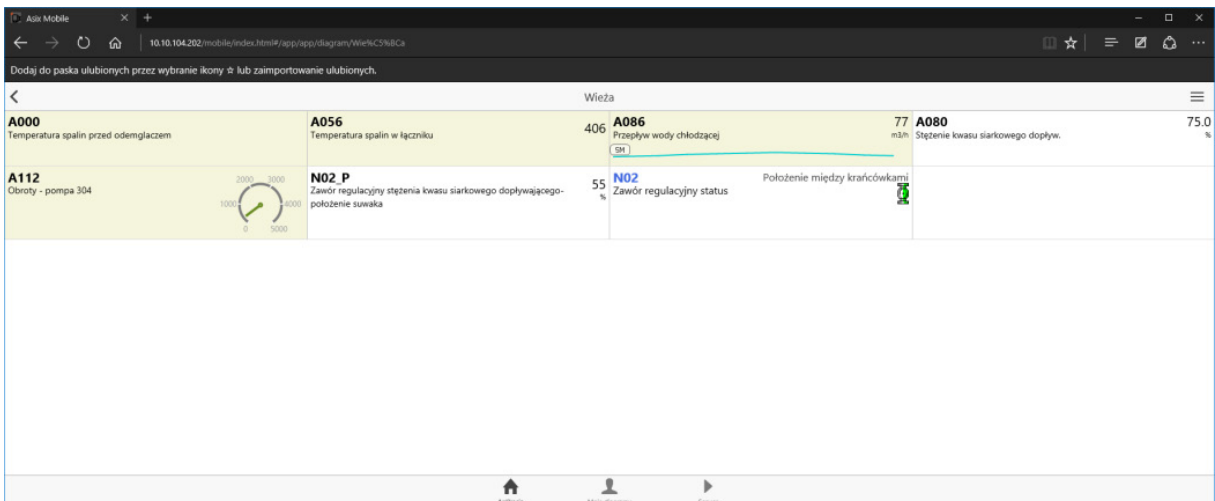 Asix Mobile
10.10.104.202/mobile/index.html#/app/app/diagram/Wie%C5%BCa
Dodaj do paska ulubionych przez wybranie ikony ☆ lub zaimportowanie ulubionych.
Wieża
A000
Temperatura spalin przed odemglaczem
A056
406
Temperatura spalin w łączniku
A086
77
Przepływ wody chłodzącej
m3/h
SM
A080
75.0
Stężenie kwasu siarkowego dopływ.
%
A112
Obroty - pompa 304
2000 3000
1000 4000
0 5000
N02_P
55
Zawór regulacyjny stężenia kwasu siarkowego dopływającego-
%
położenie suwaka
N02
Położenie między krańcówkami
Zawór regulacyjny status